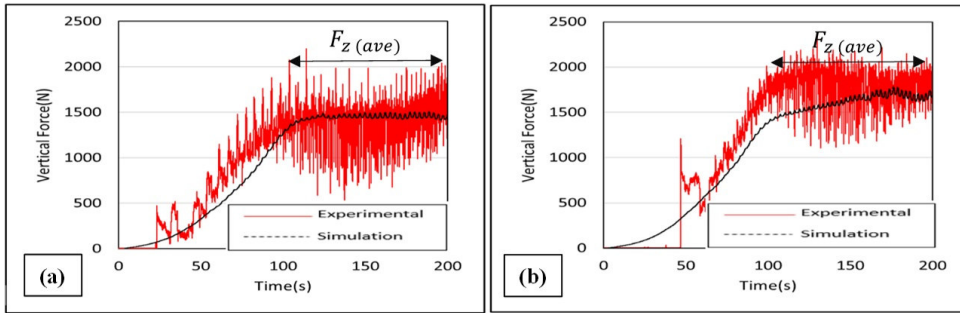 2500
F_z (ave)
2000
1500
1000
500
0
Vertical Force(N)
Experimental
Simulation
0 50 100 150 200
Time(s)
(a)
2500
F_z (ave)
2000
1500
1000
500
0
Vertical Force(N)
Experimental
Simulation
0 50 100 150 200
Time(s)
(b)